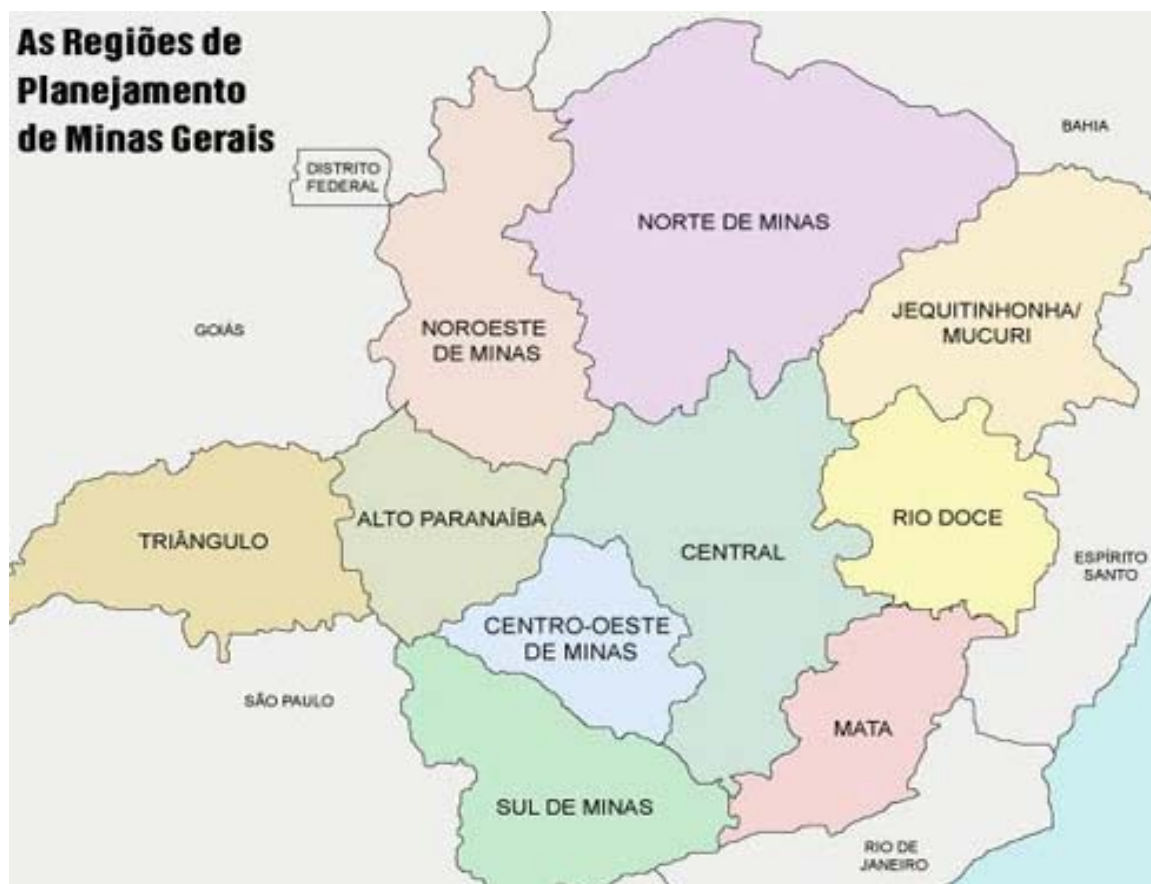 As Regiões de
Planejamento
de Minas Gerais
BAHIA
DISTRITO
FEDERAL
NORTE DE MINAS
JEQUITINHONHA/
MUCURI
GOIÁS
NOROESTE
DE MINAS
ALTO PARANAÍBA
RIO DOCE
TRIÂNGULO
CENTRAL
ESPÍRITO
SANTO
CENTRO-OESTE
DE MINAS
SÃO PAULO
MATA
SUL DE MINAS
RIO DE
JANEIRO